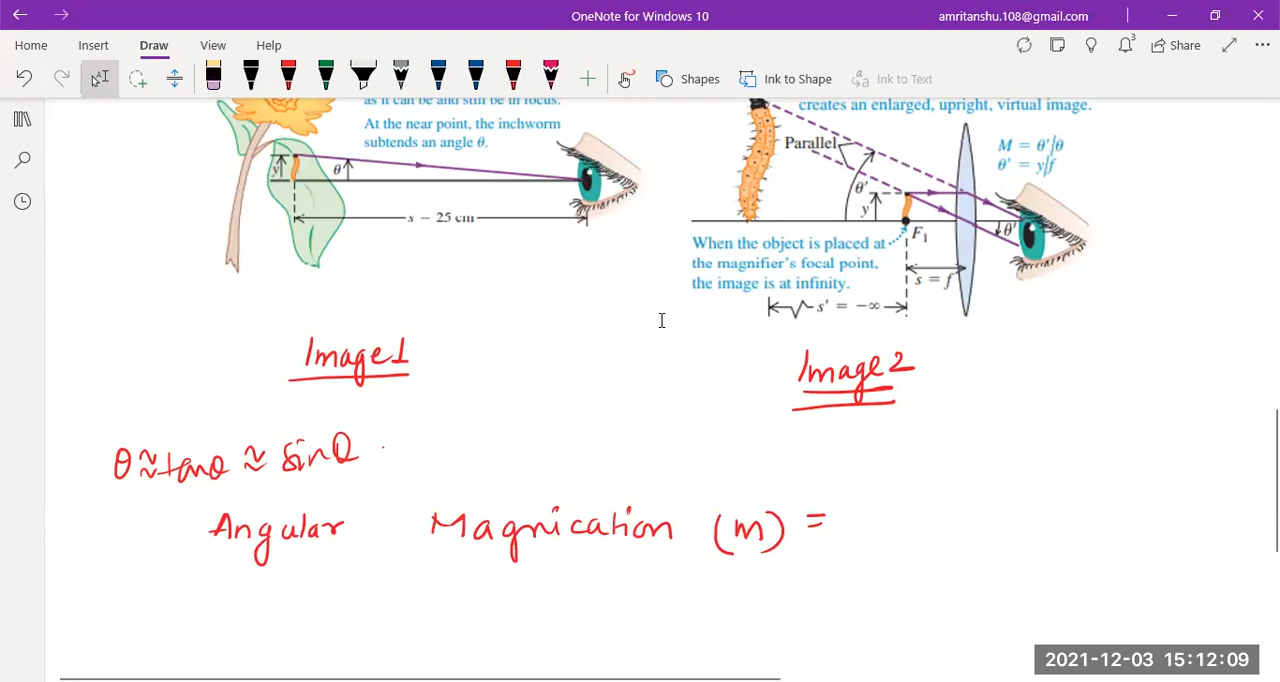 OneNote for Windows 10
amritanshu.108@gmail.com
Home Insert Draw View Help
3
Share
Shapes
Ink to Shape
Ink to Text
as it can be and still be in focus.
At the near point, the inchworm
subtends an angle θ.
y
θ
s = 25 cm
creates an enlarged, upright, virtual image.
Parallel
M = θ′/θ
θ′ = y/f
θ′
y
F₁
θ′
When the object is placed at
the magnifier's focal point,
the image is at infinity.
s = f
s′ = −∞
Image1
Image2
θ ≈ tanθ ≈ sinθ
Angular Magnication (m) =
2021-12-03 15:12:09